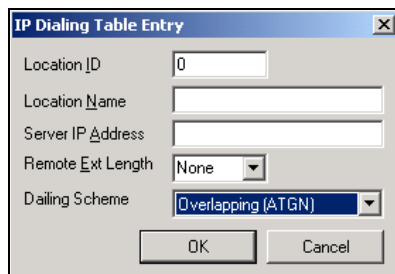 IP Dialing Table Entry
Location ID 0
Location Name
Server IP Address
Remote Ext Length None
Dailing Scheme Overlapping (ATGN)
OK Cancel